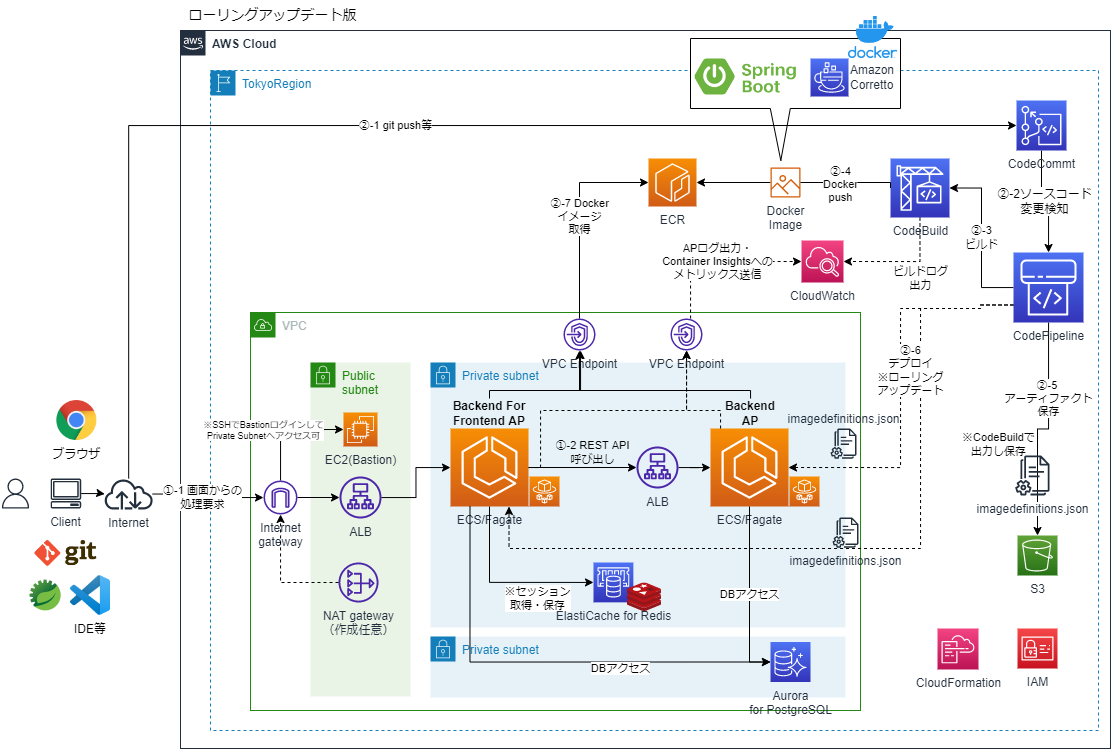 ローリングアップデート版
aws
AWS Cloud
TokyoRegion
docker
Spring
Boot
Amazon
Corretto
②-1 git push等
CodeCommt
②-2ソースコード
変更検知
②-4
Docker
push
②-7 Docker
イメージ
取得
ECR
Docker
Image
CodeBuild
②-3
ビルド
APログ出力・
Container Insightsへの
メトリックス送信
CloudWatch
ビルドログ
出力
CodePipeline
VPC
VPC Endpoint
VPC Endpoint
②-6
デプロイ
※ローリング
アップデート
②-5
アーティファクト
保存
Public
subnet
Private subnet
Backend For
Frontend AP
Backend
AP
imagedefinitions.json
※SSHでBastionログインして
Private Subnetへアクセス可
EC2(Bastion)
①-2 REST API
呼び出し
※CodeBuildで
出力し保存
ブラウザ
①-1 画面からの
処理要求
ALB
imagedefinitions.json
Client
Internet
Internet
gateway
ALB
ECS/Fagate
ECS/Fagate
git
imagedefinitions.json
S3
※セッション
取得・保存
DBアクセス
ElastiCache for Redis
NAT gateway
（作成任意）
IDE等
Private subnet
DBアクセス
Aurora
for PostgreSQL
CloudFormation
IAM